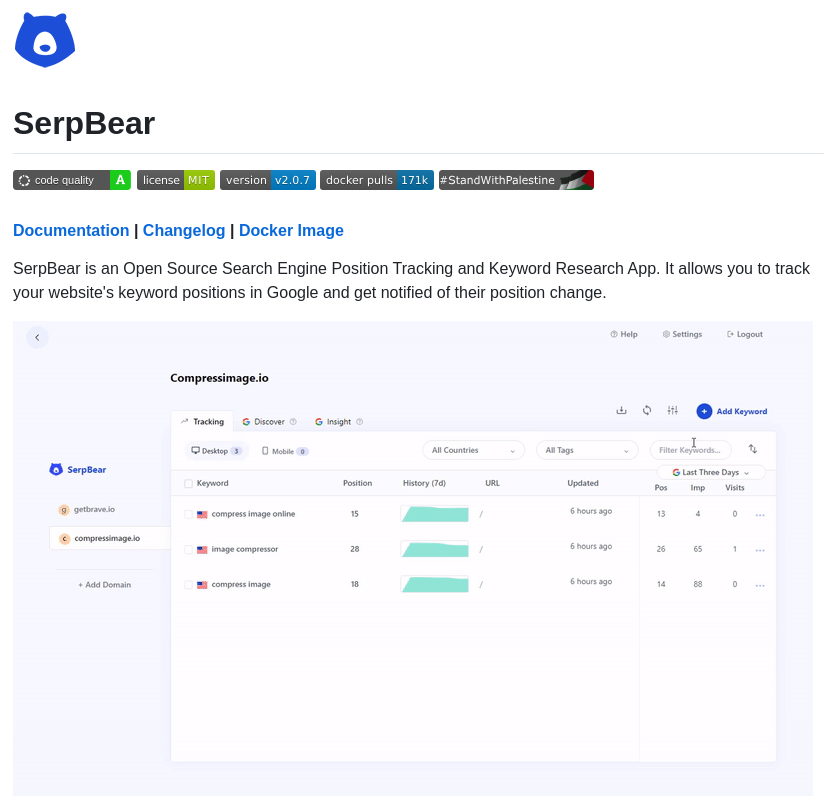 SerpBear
code quality A license MIT version v2.0.7 docker pulls 171k #StandWithPalestine
Documentation | Changelog | Docker Image
SerpBear is an Open Source Search Engine Position Tracking and Keyword Research App. It allows you to track
your website's keyword positions in Google and get notified of their position change.
Help Settings Logout
Compressimage.io
Add Keyword
Tracking Discover Insight
Desktop 3 Mobile 0 All Countries All Tags Filter Keywords...
SerpBear
Last Three Days
Keyword Position History (7d) URL Updated Pos Imp Visits
getbrave.io
compressimage.io
+ Add Domain
compress image online 15 / 6 hours ago 13 4 0
image compressor 28 / 6 hours ago 26 65 1
compress image 18 / 6 hours ago 14 88 0